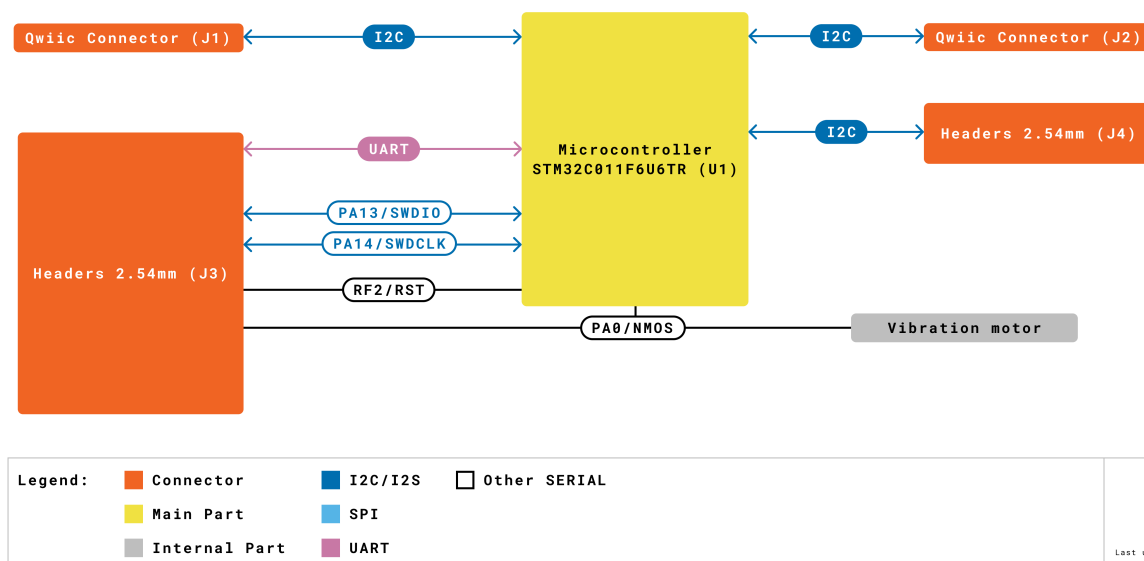 Qwiic Connector (J1)
I2C
I2C
Qwiic Connector (J2)
I2C
Headers 2.54mm (J4)
UART
Microcontroller
STM32C011F6U6TR (U1)
PA13/SWDIO
PA14/SWDCLK
Headers 2.54mm (J3)
RF2/RST
PA0/NMOS
Vibration motor
Legend:
Connector
I2C/I2S
Other SERIAL
Main Part
SPI
Internal Part
UART
Last